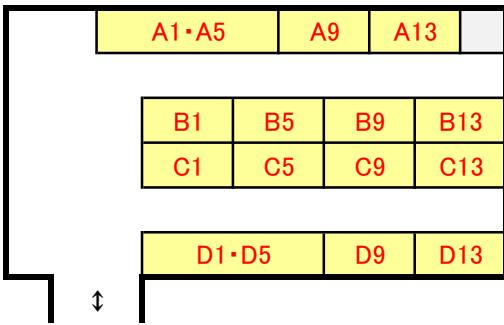 A1・A5 A9 A13
B1 B5 B9 B13
C1 C5 C9 C13
D1・D5 D9 D13
↕